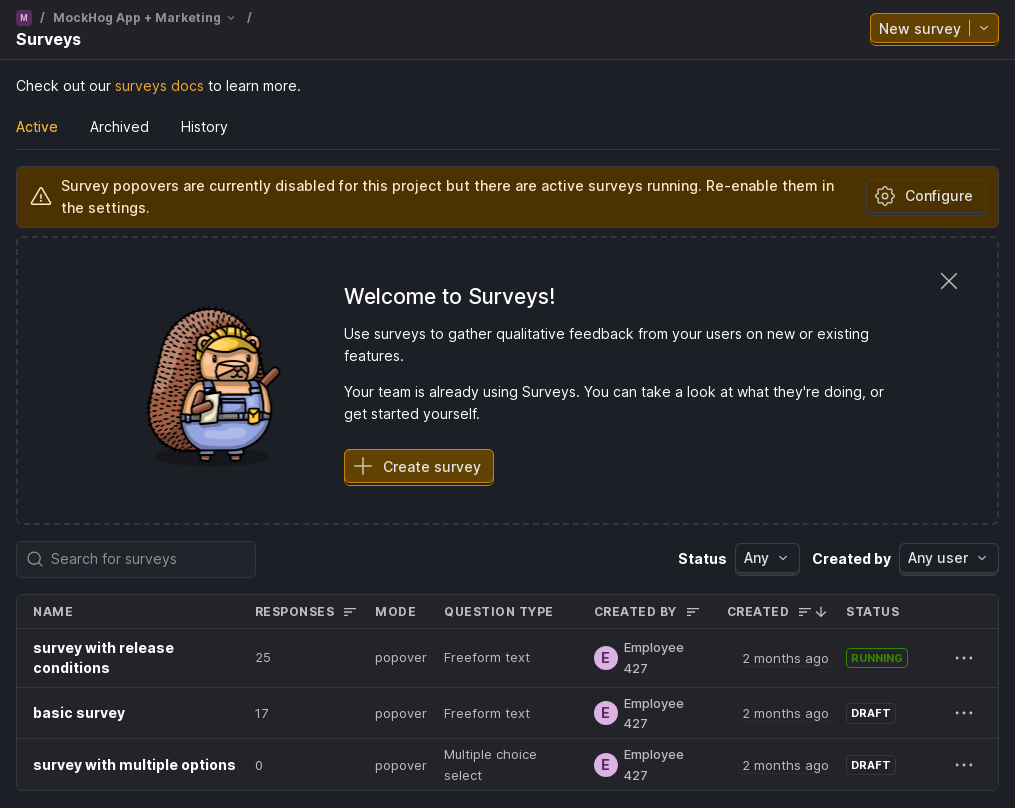 M / MockHog App + Marketing /
Surveys
New survey
Check out our surveys docs to learn more.
Active Archived History
Survey popovers are currently disabled for this project but there are active surveys running. Re-enable them in
the settings.
Configure
Welcome to Surveys!
Use surveys to gather qualitative feedback from your users on new or existing
features.
Your team is already using Surveys. You can take a look at what they're doing, or
get started yourself.
Create survey
Search for surveys
Status Any Created by Any user
NAME RESPONSES MODE QUESTION TYPE CREATED BY CREATED STATUS
survey with release
conditions
25 popover Freeform text E Employee
427
2 months ago RUNNING
basic survey 17 popover Freeform text E Employee
427
2 months ago DRAFT
survey with multiple options 0 popover Multiple choice
select
E Employee
427
2 months ago DRAFT